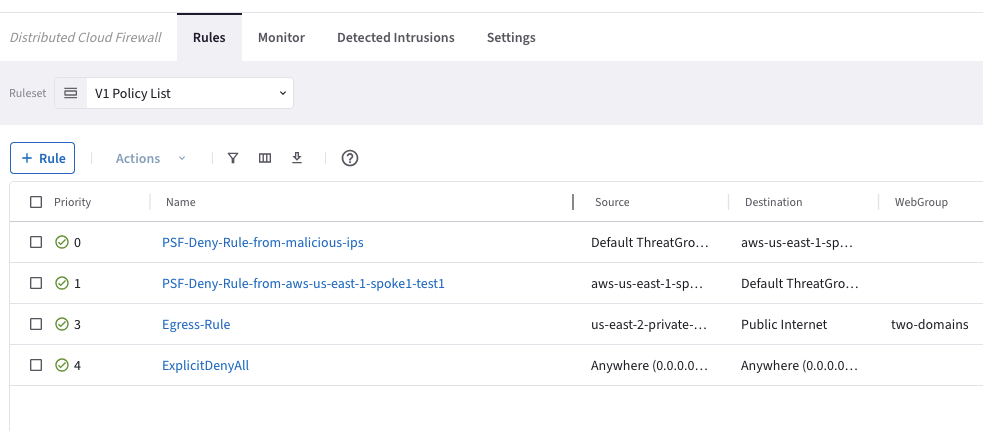 Distributed Cloud Firewall Rules Monitor Detected Intrusions Settings
Ruleset V1 Policy List
+ Rule Actions
Priority Name Source Destination WebGroup
0 PSF-Deny-Rule-from-malicious-ips Default ThreatGro... aws-us-east-1-sp...
1 PSF-Deny-Rule-from-aws-us-east-1-spoke1-test1 aws-us-east-1-sp... Default ThreatGro...
3 Egress-Rule us-east-2-private-... Public Internet two-domains
4 ExplicitDenyAll Anywhere (0.0.0.0... Anywhere (0.0.0.0...